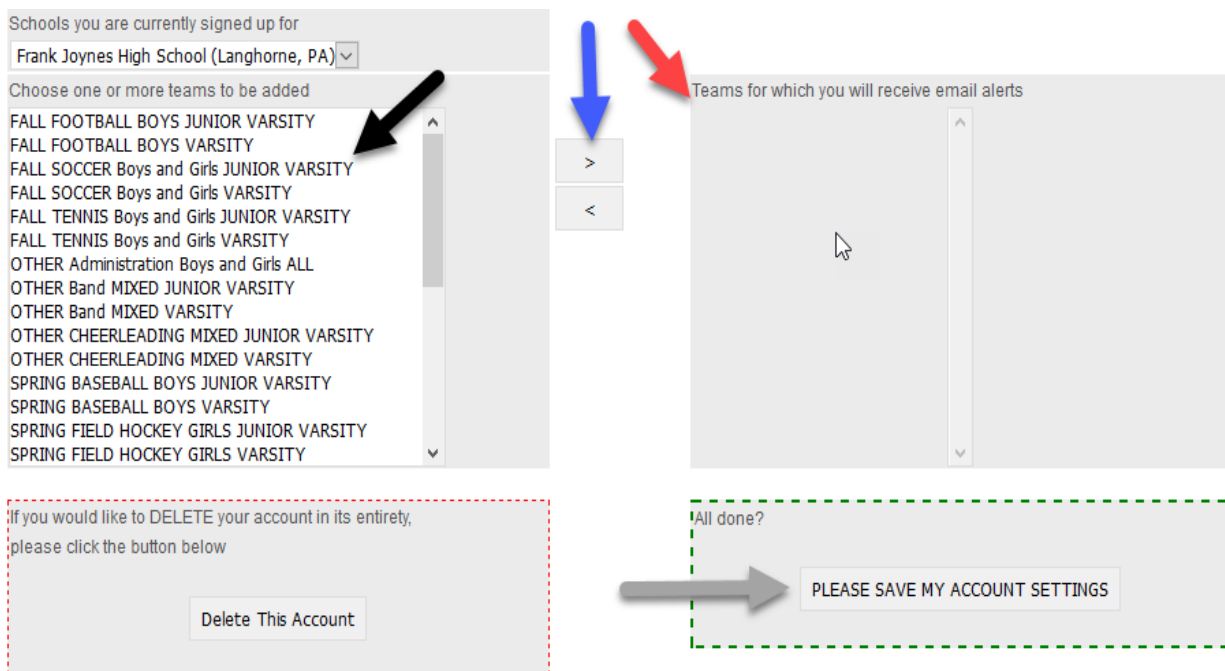 Schools you are currently signed up for
Frank Joynes High School (Langhorne, PA)
Choose one or more teams to be added
FALL FOOTBALL BOYS JUNIOR VARSITY
FALL FOOTBALL BOYS VARSITY
FALL SOCCER Boys and Girls JUNIOR VARSITY
FALL SOCCER Boys and Girls VARSITY
FALL TENNIS Boys and Girls JUNIOR VARSITY
FALL TENNIS Boys and Girls VARSITY
OTHER Administration Boys and Girls ALL
OTHER Band MIXED JUNIOR VARSITY
OTHER Band MIXED VARSITY
OTHER CHEERLEADING MIXED JUNIOR VARSITY
OTHER CHEERLEADING MIXED VARSITY
SPRING BASEBALL BOYS JUNIOR VARSITY
SPRING BASEBALL BOYS VARSITY
SPRING FIELD HOCKEY GIRLS JUNIOR VARSITY
SPRING FIELD HOCKEY GIRLS VARSITY
>
<
Teams for which you will receive email alerts
If you would like to DELETE your account in its entirety,
please click the button below
Delete This Account
All done?
PLEASE SAVE MY ACCOUNT SETTINGS